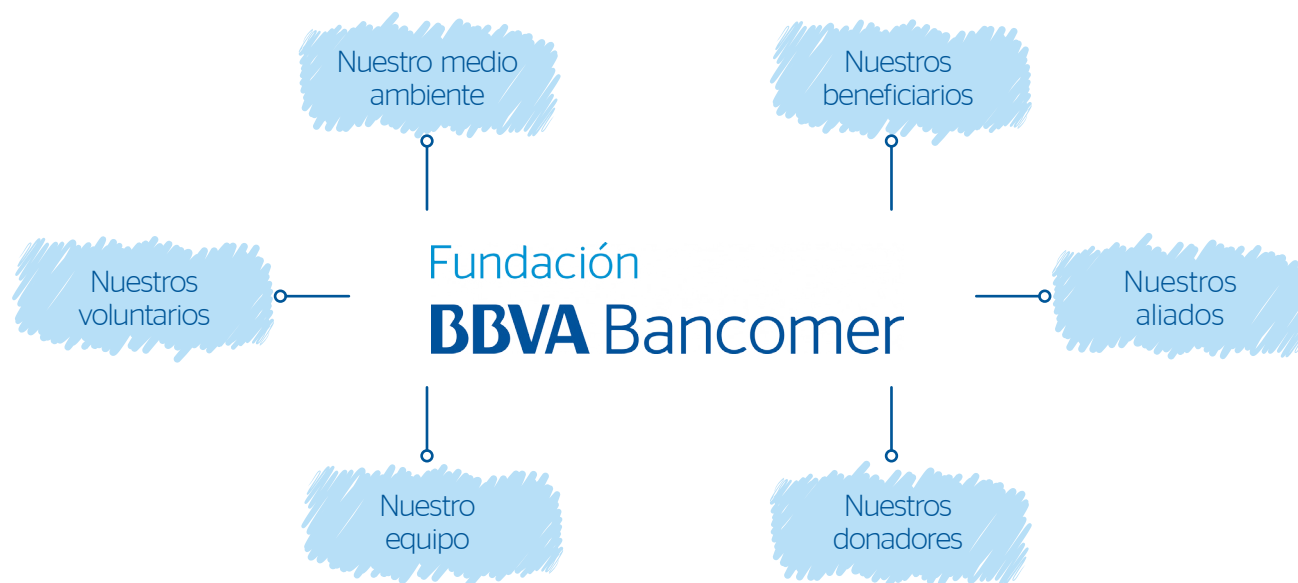 Nuestro medio
ambiente
Nuestros
beneficiarios
Nuestros
voluntarios
Fundación
BBVA Bancomer
Nuestros
aliados
Nuestro
equipo
Nuestros
donadores